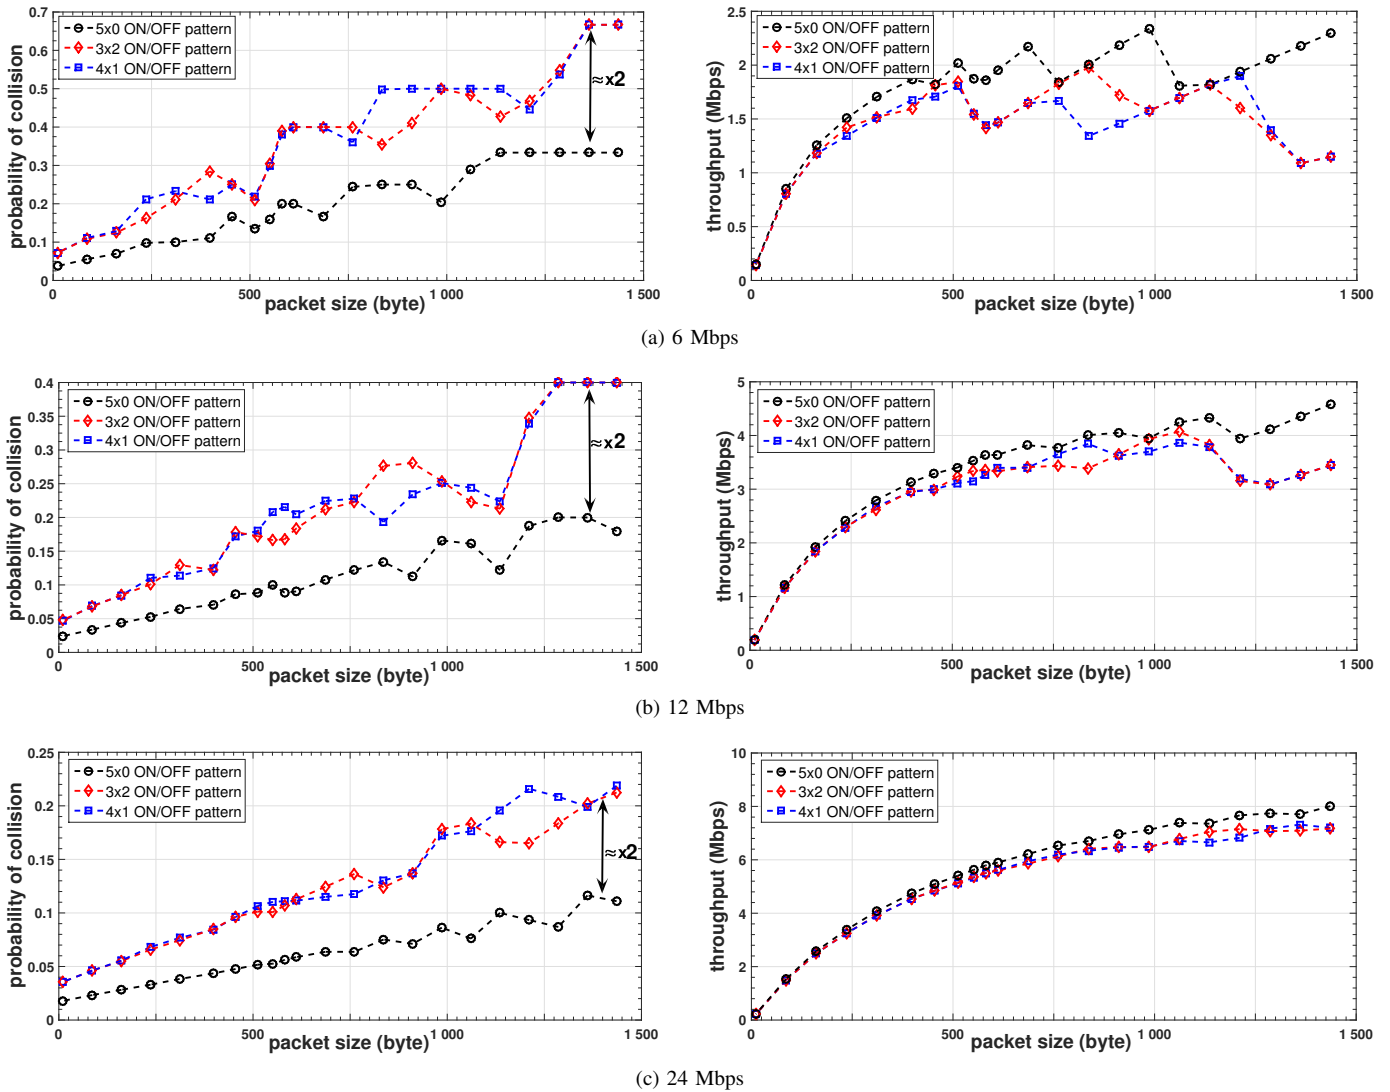 probability of collision
0.7
0.6
0.5
0.4
0.3
0.2
0.1
0
5x0 ON/OFF pattern
3x2 ON/OFF pattern
4x1 ON/OFF pattern
≈x2
0 500 1 000 1 500
packet size (byte)
throughput (Mbps)
2.5
2
1.5
1
0.5
0
5x0 ON/OFF pattern
3x2 ON/OFF pattern
4x1 ON/OFF pattern
0 500 1 000 1 500
packet size (byte)
(a) 6 Mbps
probability of collision
0.4
0.35
0.3
0.25
0.2
0.15
0.1
0.05
0
5x0 ON/OFF pattern
3x2 ON/OFF pattern
4x1 ON/OFF pattern
≈x2
0 500 1 000 1 500
packet size (byte)
throughput (Mbps)
5
4
3
2
1
0
5x0 ON/OFF pattern
3x2 ON/OFF pattern
4x1 ON/OFF pattern
0 500 1 000 1 500
packet size (byte)
(b) 12 Mbps
probability of collision
0.25
0.2
0.15
0.1
0.05
0
5x0 ON/OFF pattern
3x2 ON/OFF pattern
4x1 ON/OFF pattern
≈x2
0 500 1 000 1 500
packet size (byte)
throughput (Mbps)
10
8
6
4
2
0
5x0 ON/OFF pattern
3x2 ON/OFF pattern
4x1 ON/OFF pattern
0 500 1 000 1 500
packet size (byte)
(c) 24 Mbps